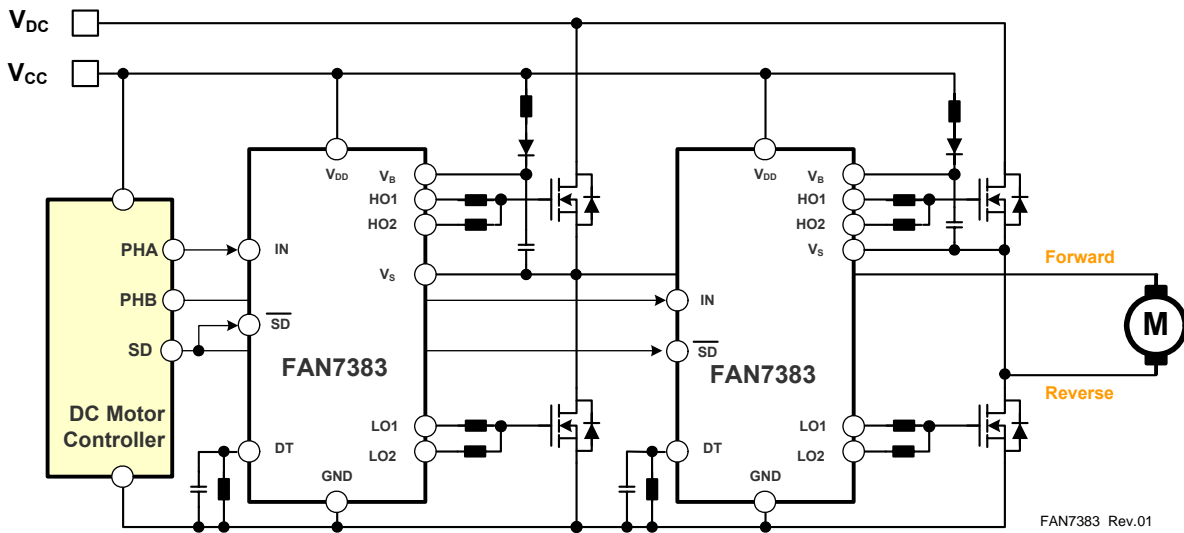 VDC
VCC
VDD
VB
HO1
HO2
VS
PHA
IN
PHB
SD
SD
FAN7383
DC Motor
Controller
LO1
LO2
DT
GND
VDD
VB
HO1
HO2
VS
IN
SD
FAN7383
LO1
LO2
DT
GND
Forward
M
Reverse
FAN7383 Rev.01